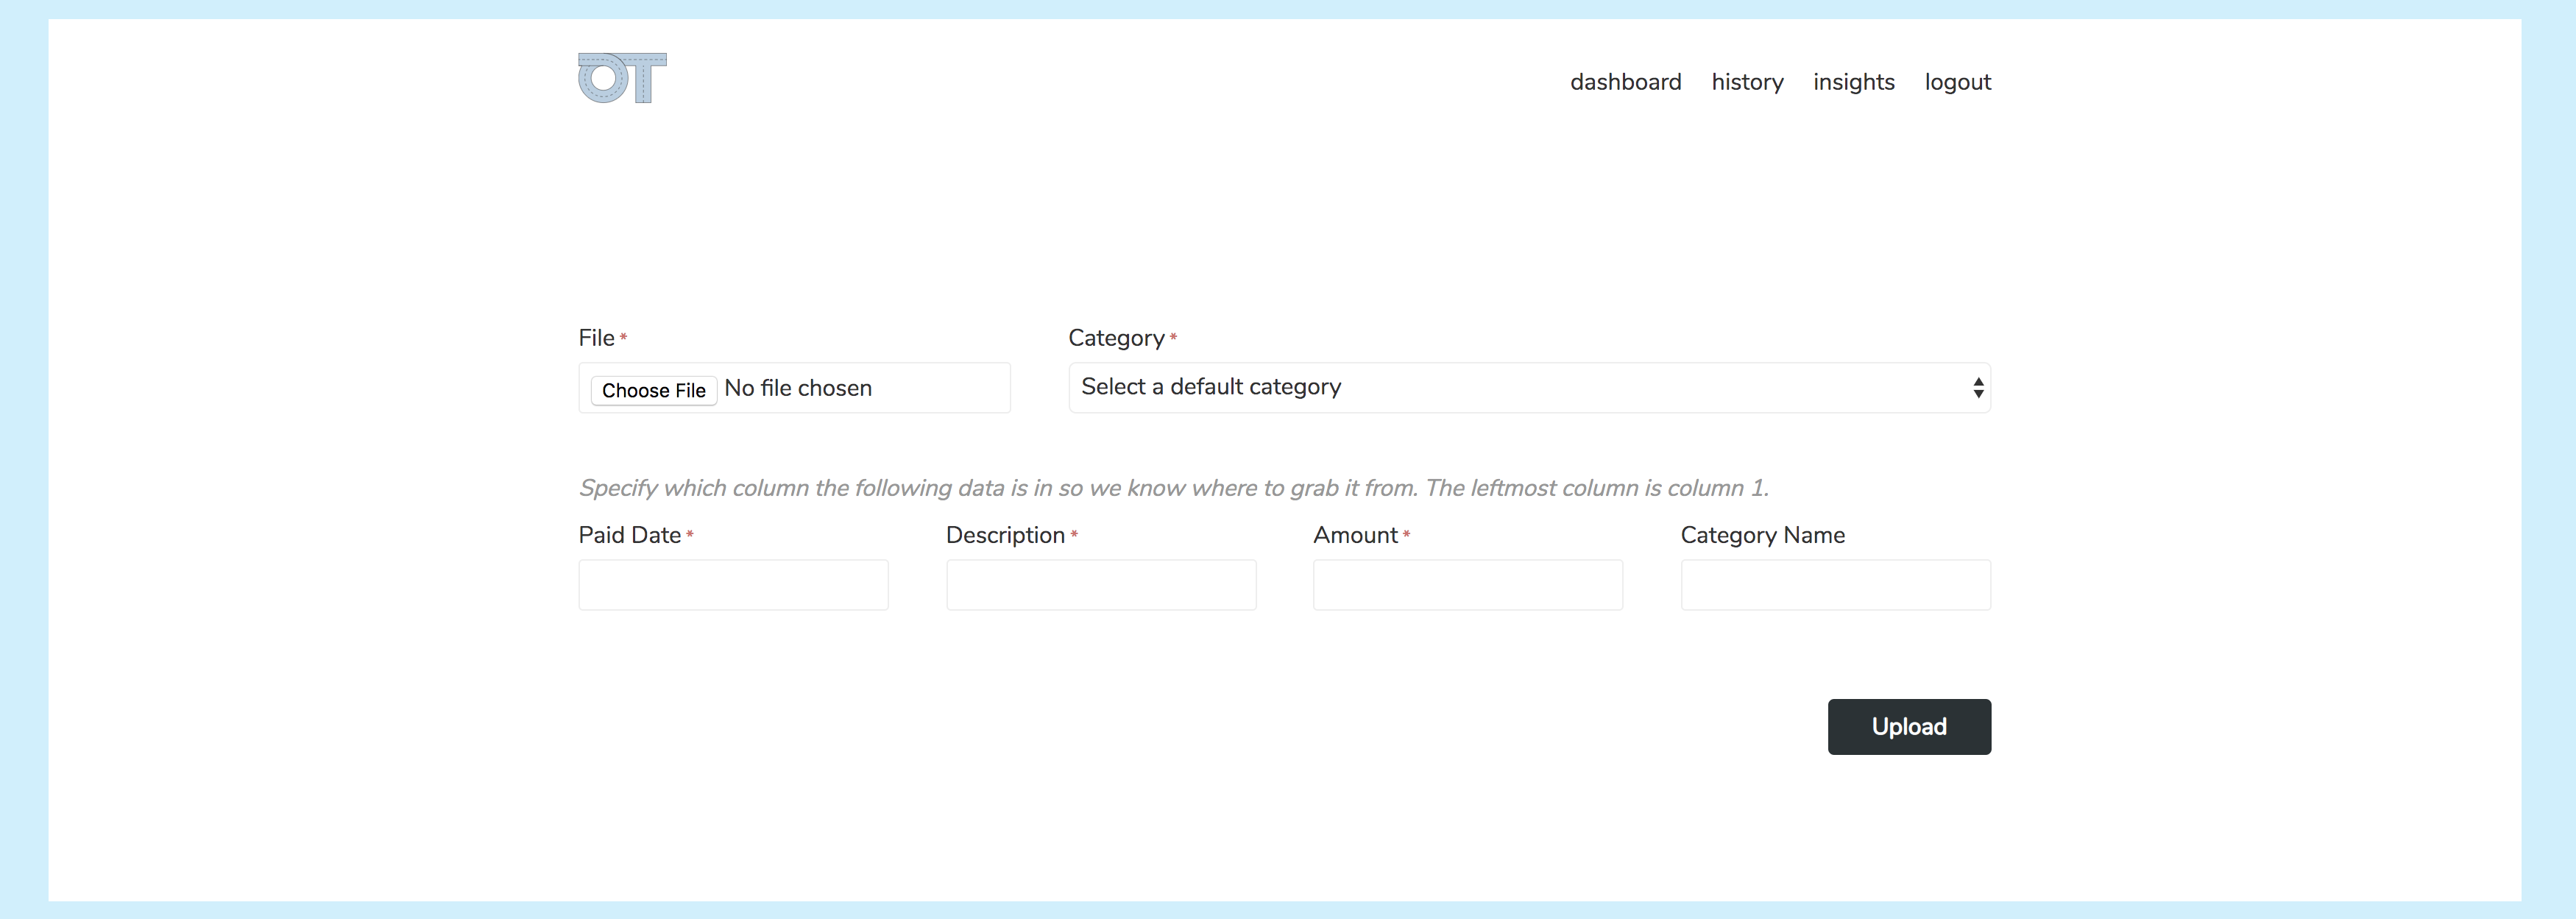 OT
dashboard history insights logout
File *
Category *
Choose File No file chosen
Select a default category
Specify which column the following data is in so we know where to grab it from. The leftmost column is column 1.
Paid Date * Description * Amount * Category Name
Upload